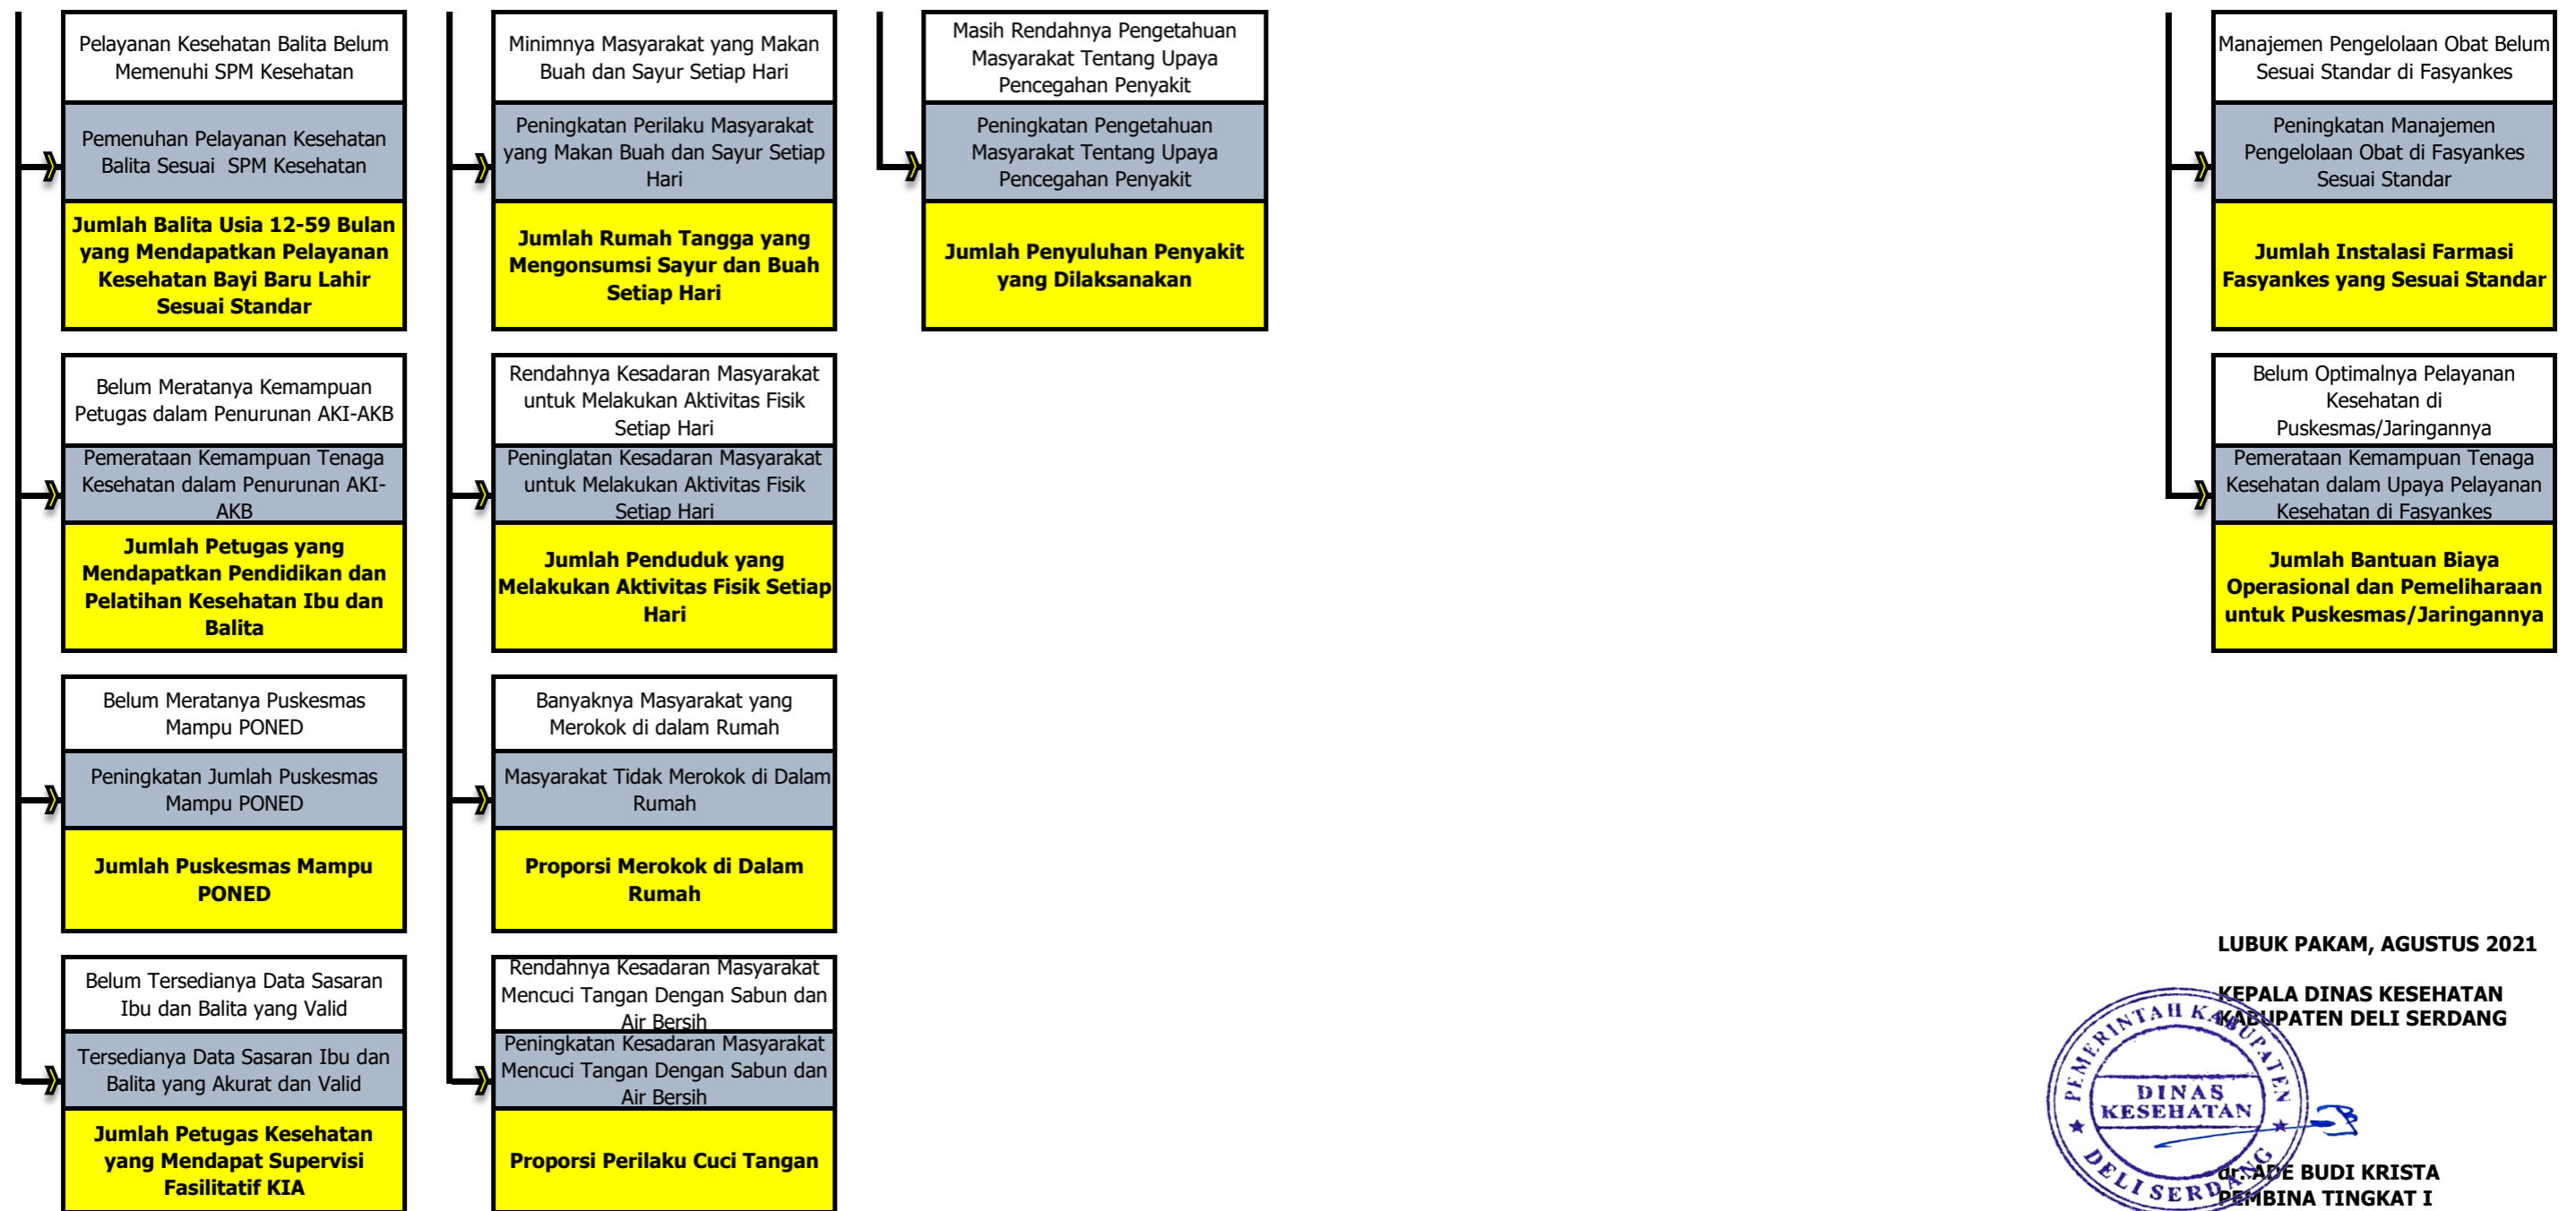 Pelayanan Kesehatan Balita Belum
Memenuhi SPM Kesehatan
Pemenuhan Pelayanan Kesehatan
Balita Sesuai  SPM Kesehatan
Jumlah Balita Usia 12-59 Bulan
yang Mendapatkan Pelayanan
Kesehatan Bayi Baru Lahir
Sesuai Standar
Belum Meratanya Kemampuan
Petugas dalam Penurunan AKI-AKB
Pemerataan Kemampuan Tenaga
Kesehatan dalam Penurunan AKI-
AKB
Jumlah Petugas yang
Mendapatkan Pendidikan dan
Pelatihan Kesehatan Ibu dan
Balita
Belum Meratanya Puskesmas
Mampu PONED
Peningkatan Jumlah Puskesmas
Mampu PONED
Jumlah Puskesmas Mampu
PONED
Belum Tersedianya Data Sasaran
Ibu dan Balita yang Valid
Tersedianya Data Sasaran Ibu dan
Balita yang Akurat dan Valid
Jumlah Petugas Kesehatan
yang Mendapat Supervisi
Fasilitatif KIA
Minimnya Masyarakat yang Makan
Buah dan Sayur Setiap Hari
Peningkatan Perilaku Masyarakat
yang Makan Buah dan Sayur Setiap
Hari
Jumlah Rumah Tangga yang
Mengonsumsi Sayur dan Buah
Setiap Hari
Rendahnya Kesadaran Masyarakat
untuk Melakukan Aktivitas Fisik
Setiap Hari
Peninglatan Kesadaran Masyarakat
untuk Melakukan Aktivitas Fisik
Setiap Hari
Jumlah Penduduk yang
Melakukan Aktivitas Fisik Setiap
Hari
Banyaknya Masyarakat yang
Merokok di dalam Rumah
Masyarakat Tidak Merokok di Dalam
Rumah
Proporsi Merokok di Dalam
Rumah
Rendahnya Kesadaran Masyarakat
Mencuci Tangan Dengan Sabun dan
Air Bersih
Peningkatan Kesadaran Masyarakat
Mencuci Tangan Dengan Sabun dan
Air Bersih
Proporsi Perilaku Cuci Tangan
Masih Rendahnya Pengetahuan
Masyarakat Tentang Upaya
Pencegahan Penyakit
Peningkatan Pengetahuan
Masyarakat Tentang Upaya
Pencegahan Penyakit
Jumlah Penyuluhan Penyakit
yang Dilaksanakan
Manajemen Pengelolaan Obat Belum
Sesuai Standar di Fasyankes
Peningkatan Manajemen
Pengelolaan Obat di Fasyankes
Sesuai Standar
Jumlah Instalasi Farmasi
Fasyankes yang Sesuai Standar
Belum Optimalnya Pelayanan
Kesehatan di
Puskesmas/Jaringannya
Pemerataan Kemampuan Tenaga
Kesehatan dalam Upaya Pelayanan
Kesehatan di Fasyankes
Jumlah Bantuan Biaya
Operasional dan Pemeliharaan
untuk Puskesmas/Jaringannya
LUBUK PAKAM, AGUSTUS 2021
KEPALA DINAS KESEHATAN
KABUPATEN DELI SERDANG
PEMERINTAH KABUPATEN
DINAS
KESEHATAN
DELI SERDANG
dr. ADE BUDI KRISTA
PEMBINA TINGKAT I